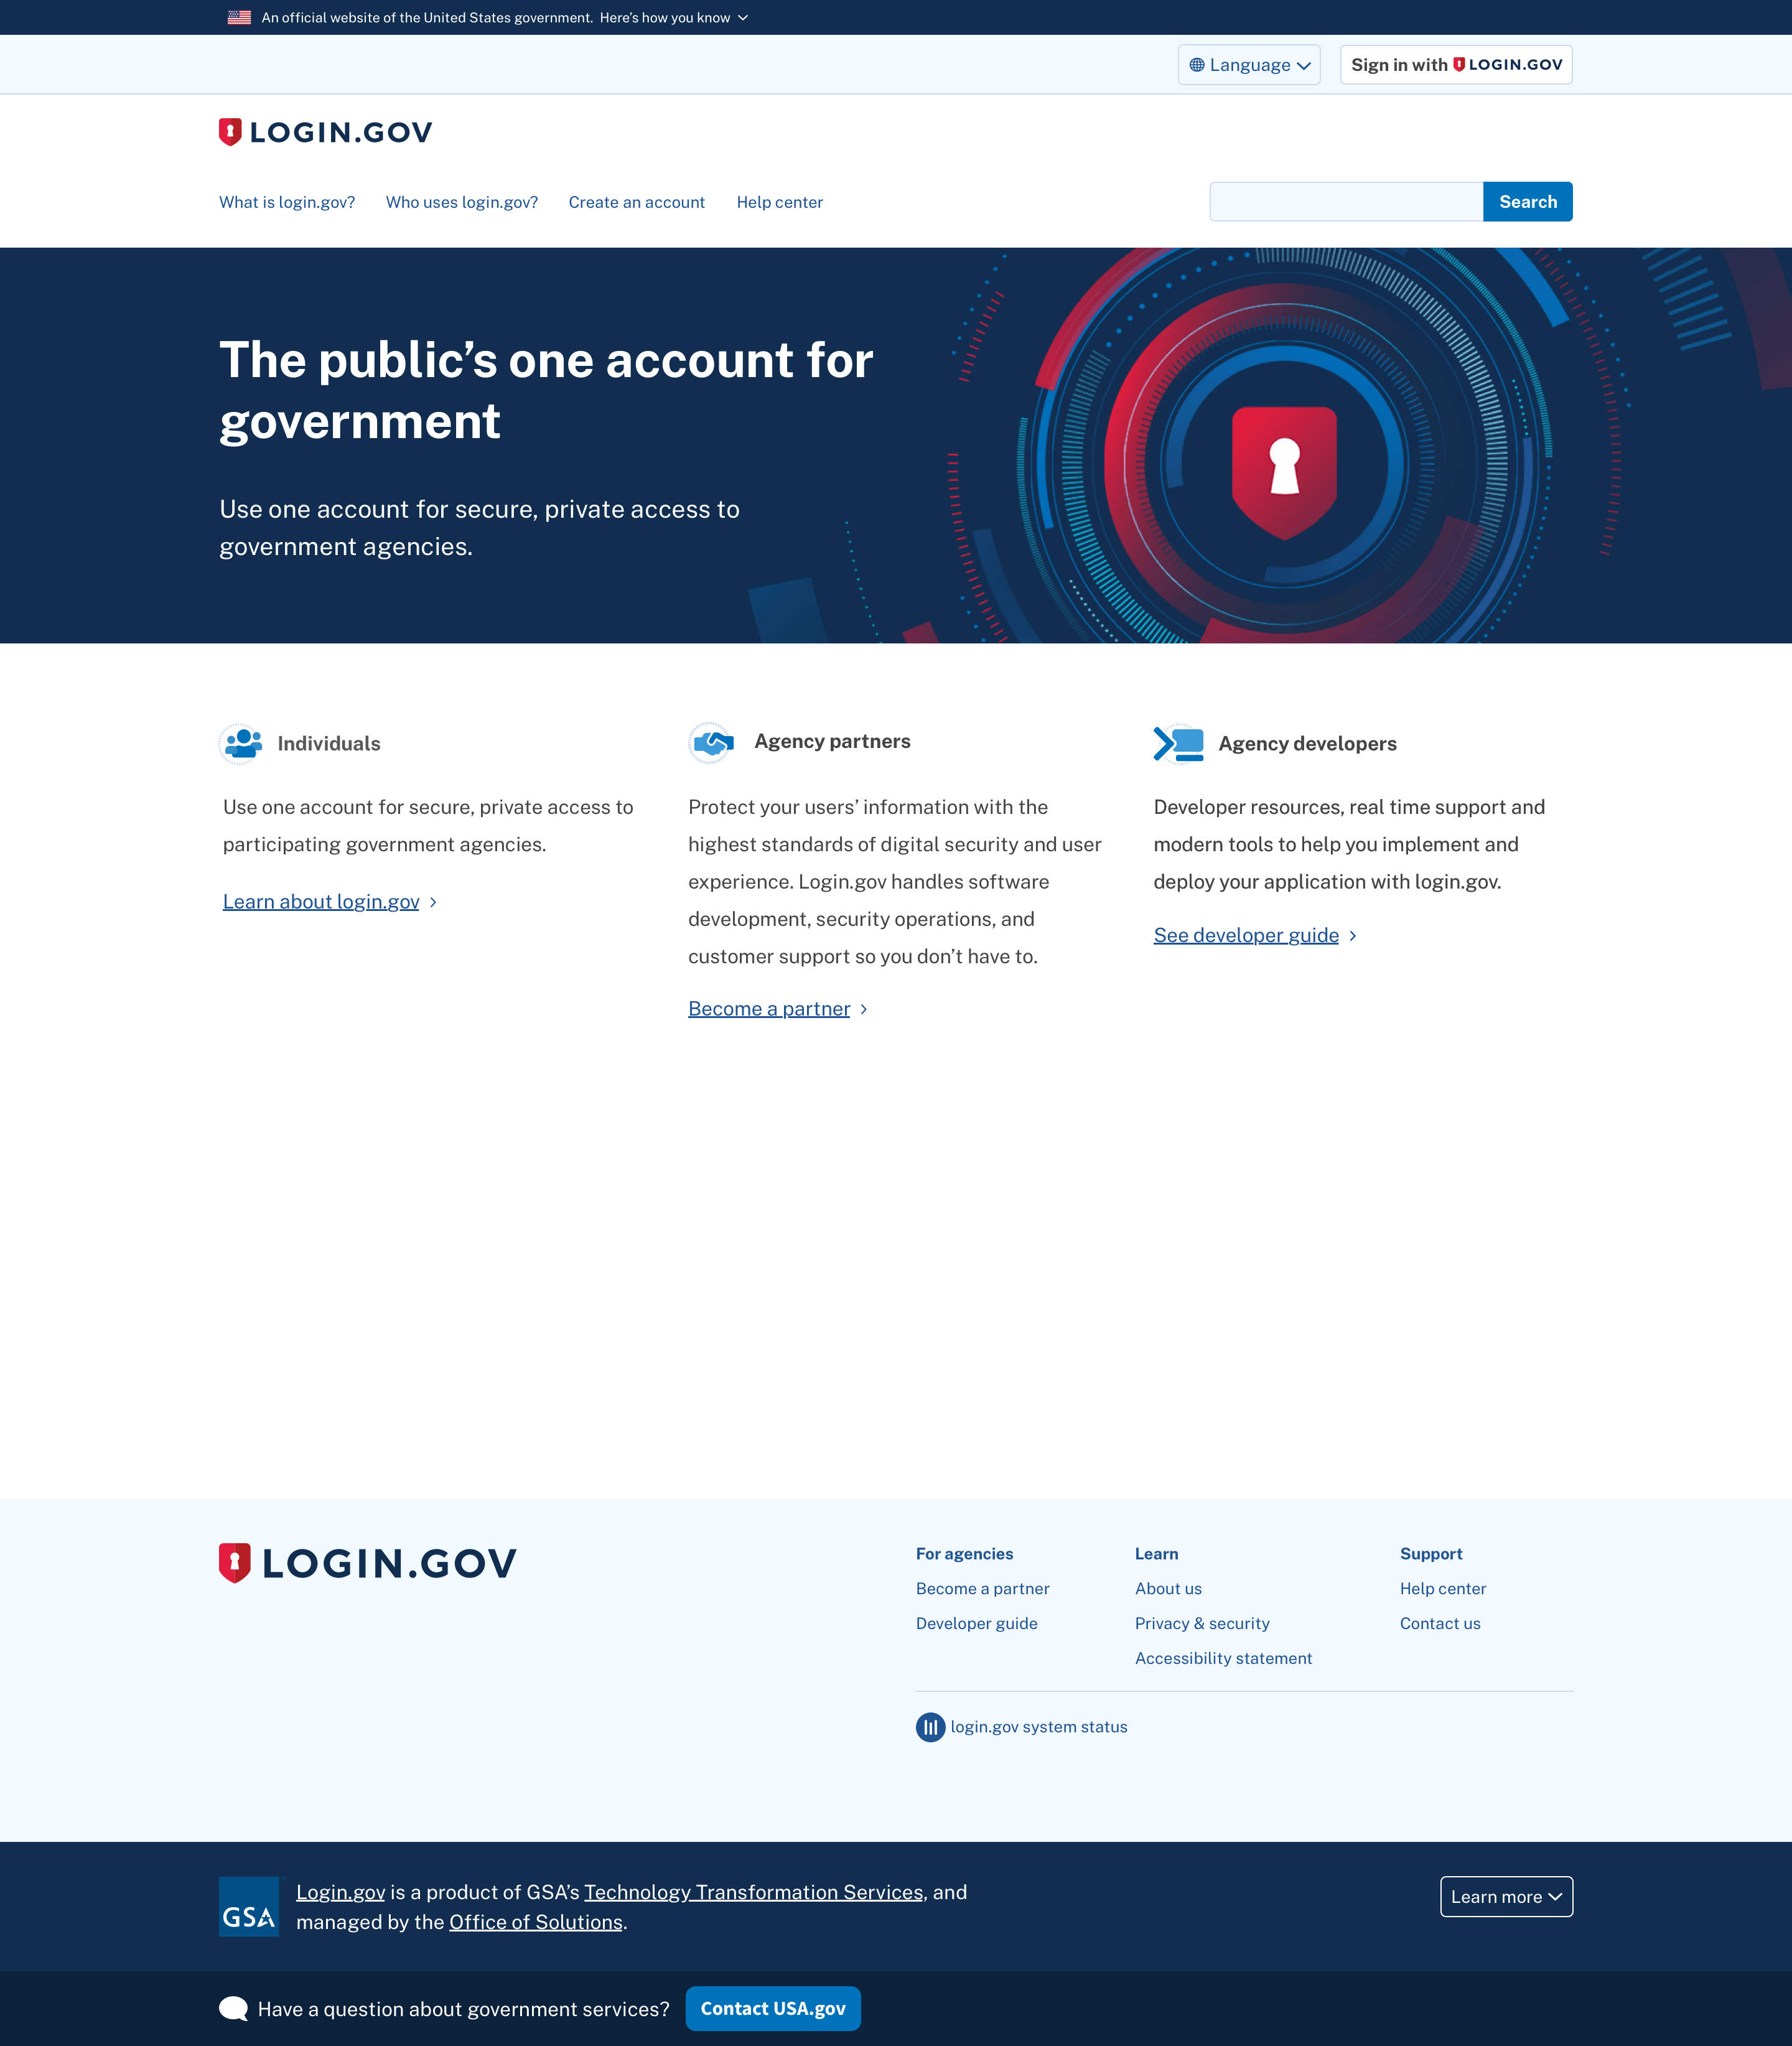 An official website of the United States government. Here’s how you know
Language
Sign in with LOGIN.GOV
LOGIN.GOV
What is login.gov?
Who uses login.gov?
Create an account
Help center
Search
The public’s one account for
government
Use one account for secure, private access to
government agencies.
Individuals
Use one account for secure, private access to
participating government agencies.
Learn about login.gov
Agency partners
Protect your users’ information with the
highest standards of digital security and user
experience. Login.gov handles software
development, security operations, and
customer support so you don’t have to.
Become a partner
Agency developers
Developer resources, real time support and
modern tools to help you implement and
deploy your application with login.gov.
See developer guide
LOGIN.GOV
For agencies
Become a partner
Developer guide
Learn
About us
Privacy & security
Accessibility statement
Support
Help center
Contact us
login.gov system status
GSA
Login.gov is a product of GSA’s Technology Transformation Services, and
managed by the Office of Solutions.
Learn more
Have a question about government services?
Contact USA.gov